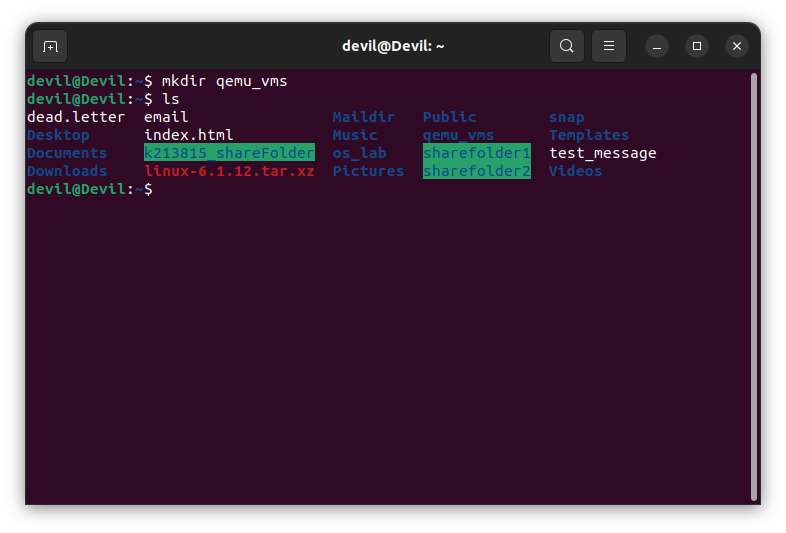 devil@Devil: ~
devil@Devil:~$ mkdir qemu_vms
devil@Devil:~$ ls
dead.letter email Maildir Public snap
Desktop index.html Music qemu_vms Templates
Documents k213815_shareFolder os_lab sharefolder1 test_message
Downloads linux-6.1.12.tar.xz Pictures sharefolder2 Videos
devil@Devil:~$